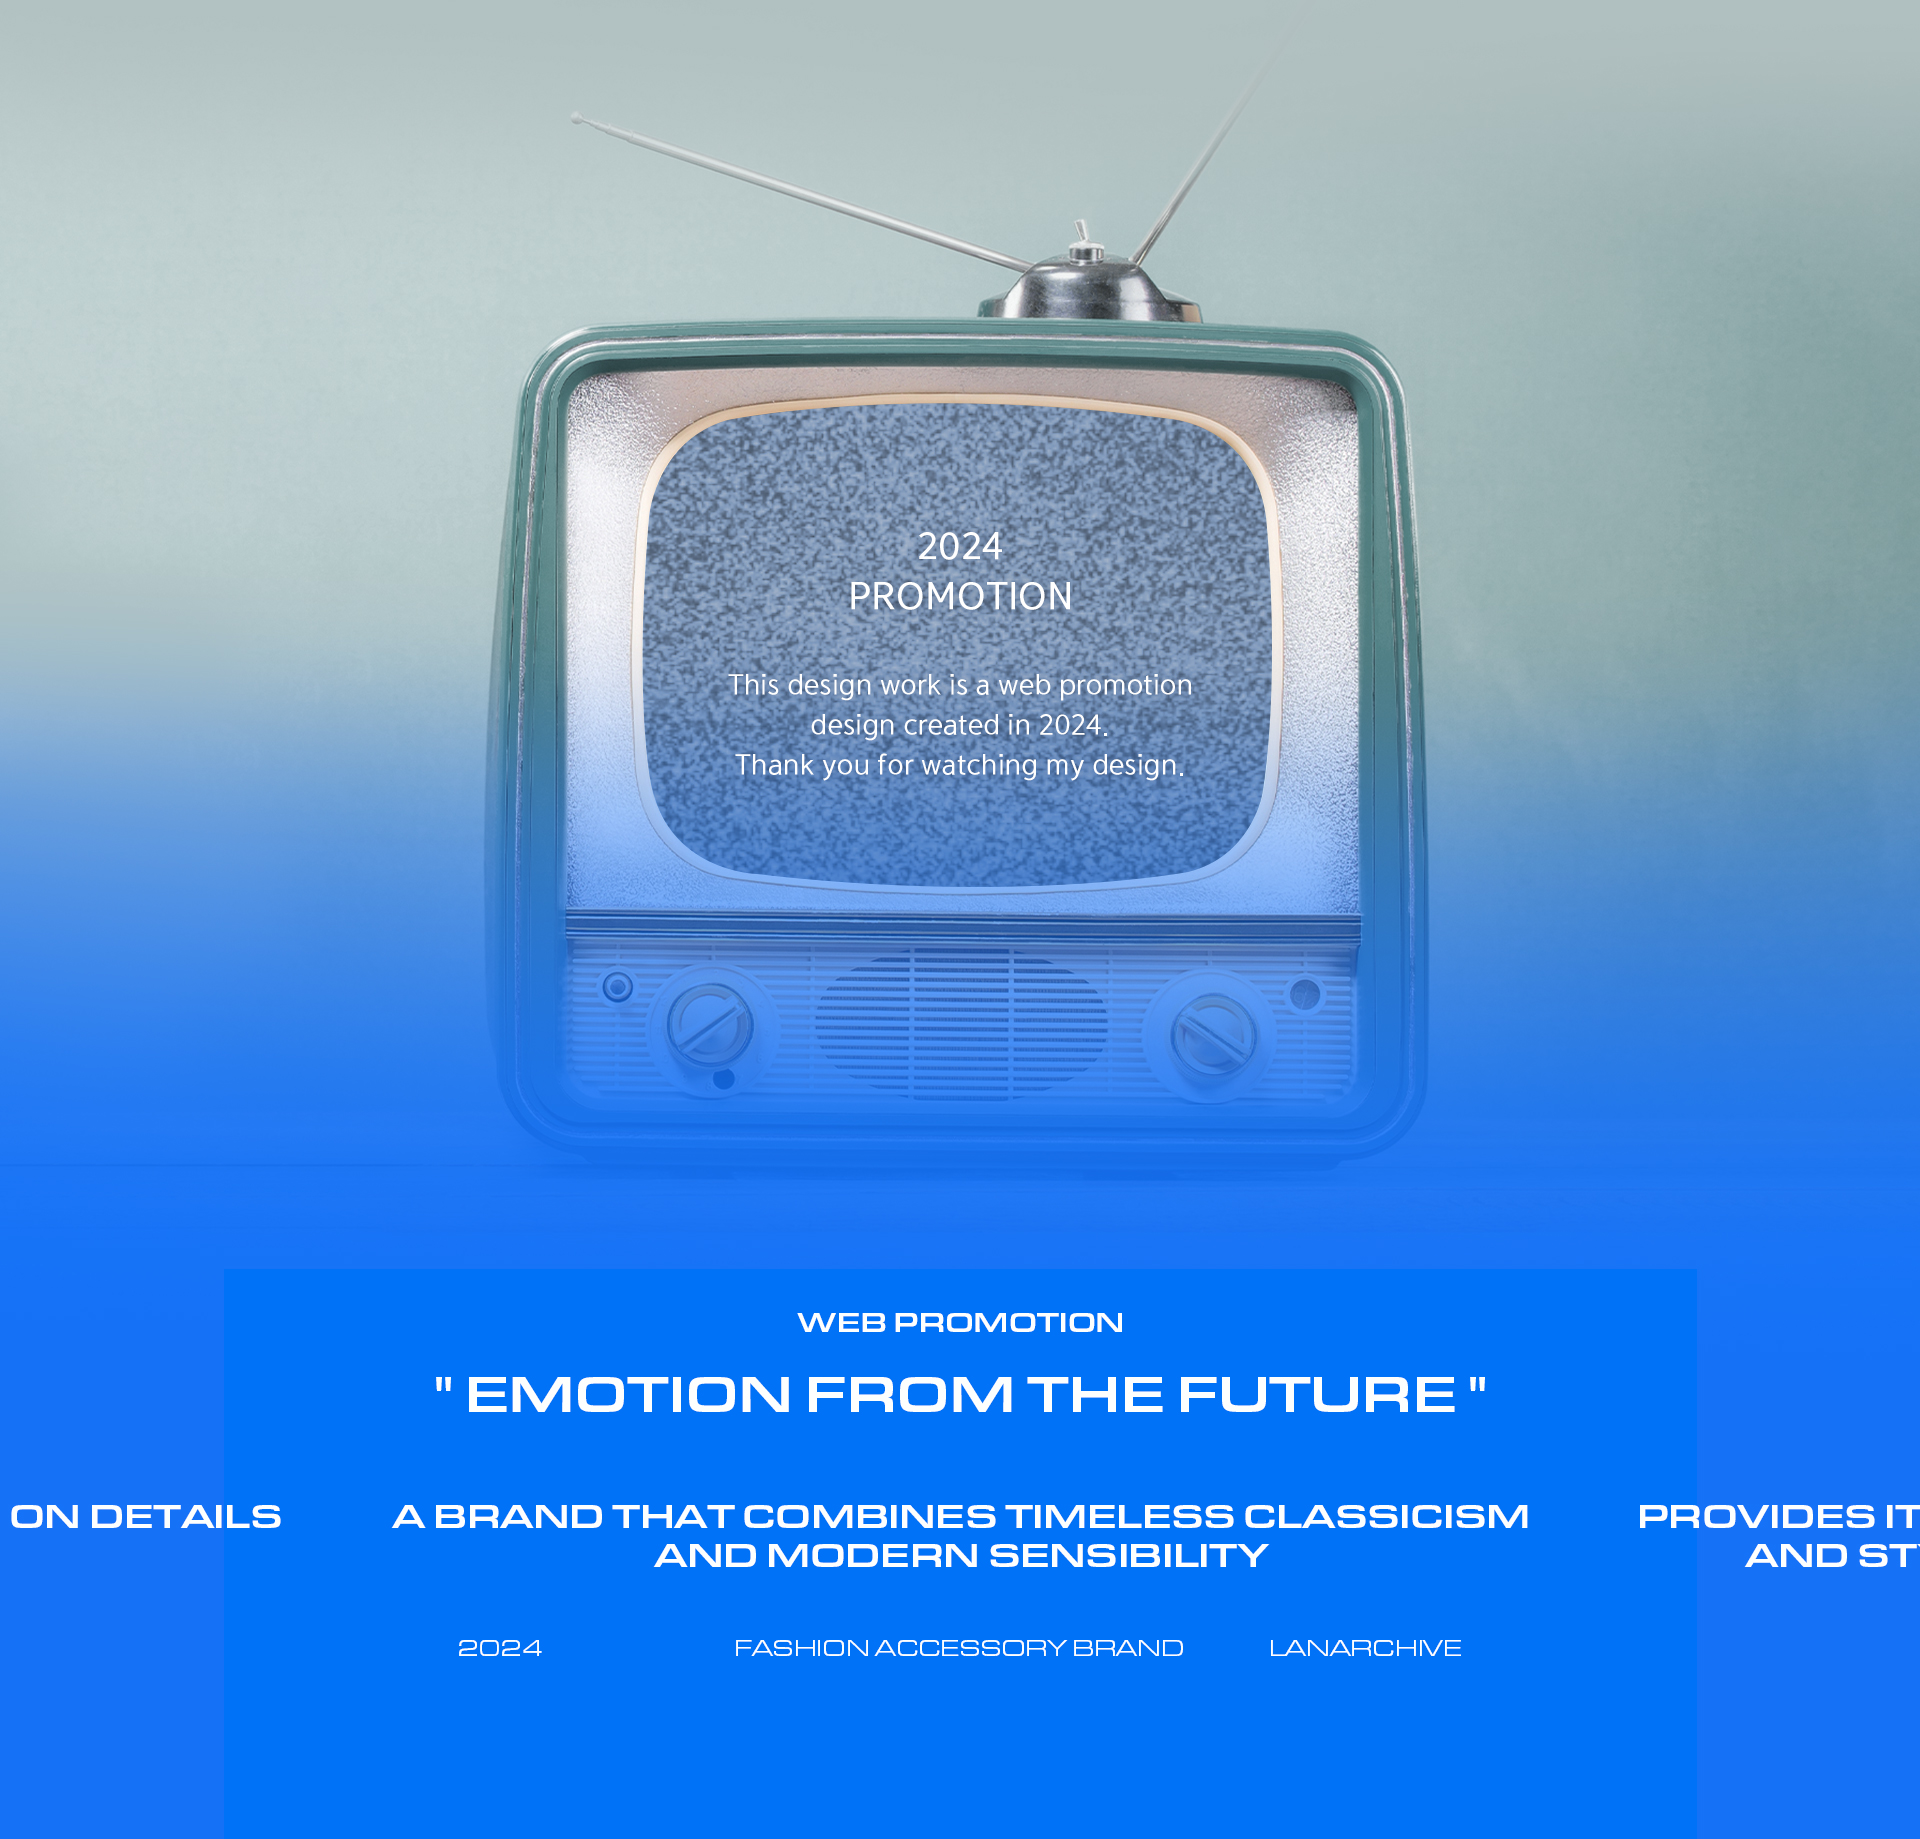 2024
PROMOTION
This design work is a web promotion
design created in 2024.
Thank you for watching my design.
WEB PROMOTION
" EMOTION FROM THE FUTURE "
ON DETAILS
A BRAND THAT COMBINES TIMELESS CLASSICISM
AND MODERN SENSIBILITY
PROVIDES IT
AND
2024 FASHION ACCESSORY BRAND LANARCHIVE